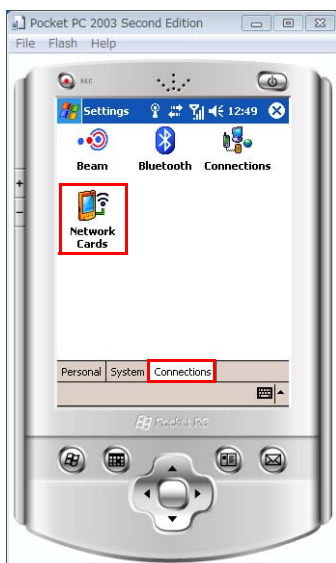 Pocket PC 2003 Second Edition
File Flash Help
REC
Settings 12:49
Beam Bluetooth Connections
Network
Cards
Personal System Connections
Pocket PC